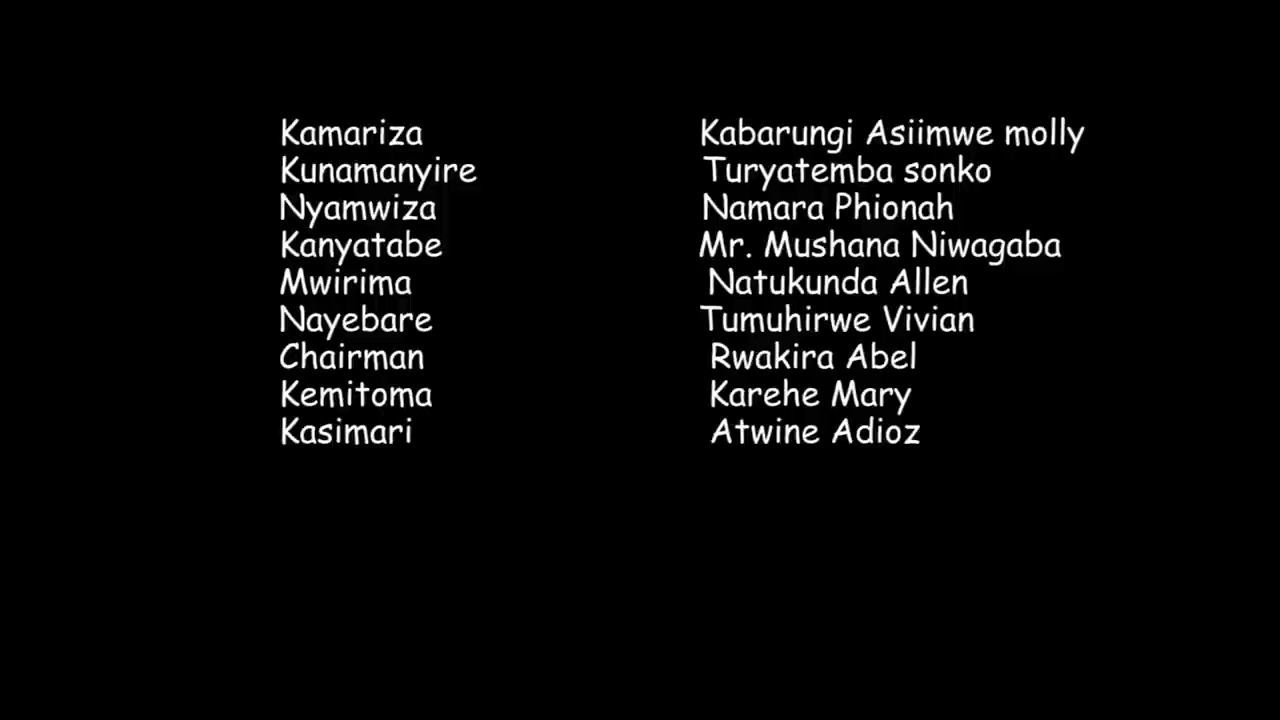 Kamariza Kabarungi Asiimwe molly
Kunamanyire Turyatemba sonko
Nyamwiza Namara Phionah
Kanyatabe Mr. Mushana Niwagaba
Mwirima Natukunda Allen
Nayebare Tumuhirwe Vivian
Chairman Rwakira Abel
Kemitoma Karehe Mary
Kasimari Atwine Adioz